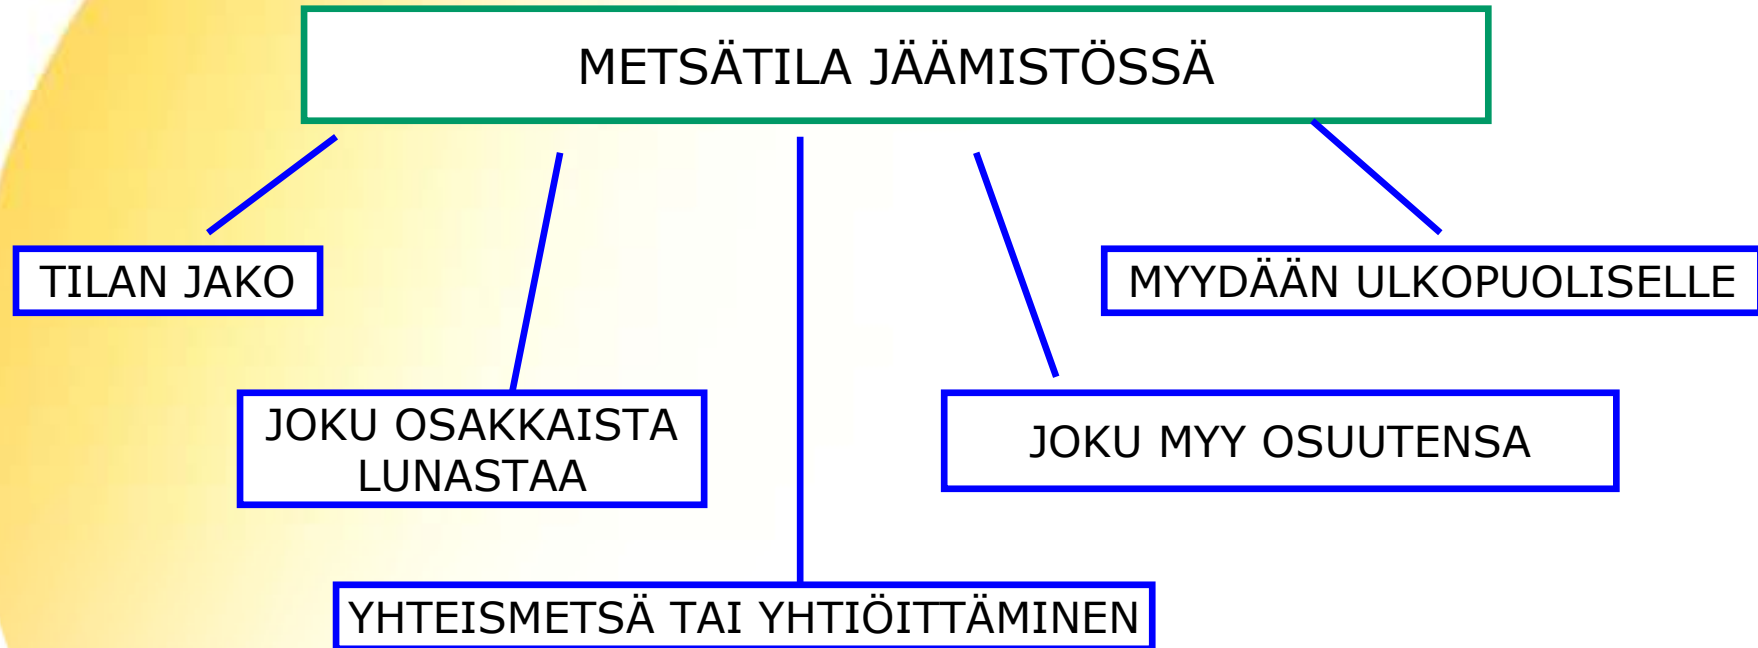 METSÄTILA JÄÄMISTÖSSÄ
TILAN JAKO
MYYDÄÄN ULKOPUOLISELLE
JOKU OSAKKAISTA
LUNASTAA
JOKU MYY OSUUTENSA
YHTEISMETSÄ TAI YHTIÖITTÄMINEN